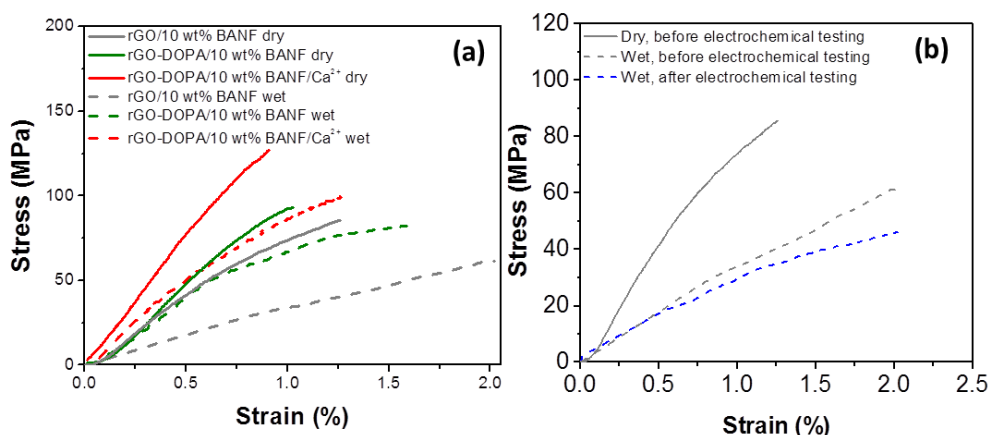 (a)
rGO/10 wt% BANF dry
rGO-DOPA/10 wt% BANF dry
rGO-DOPA/10 wt% BANF/Ca²⁺ dry
rGO/10 wt% BANF wet
rGO-DOPA/10 wt% BANF wet
rGO-DOPA/10 wt% BANF/Ca²⁺ wet
Stress (MPa)
200
150
100
50
0
0.0 0.5 1.0 1.5 2.0
Strain (%)
(b)
Dry, before electrochemical testing
Wet, before electrochemical testing
Wet, after electrochemical testing
Stress (MPa)
120
100
80
60
40
20
0
0.0 0.5 1.0 1.5 2.0 2.5
Strain (%)